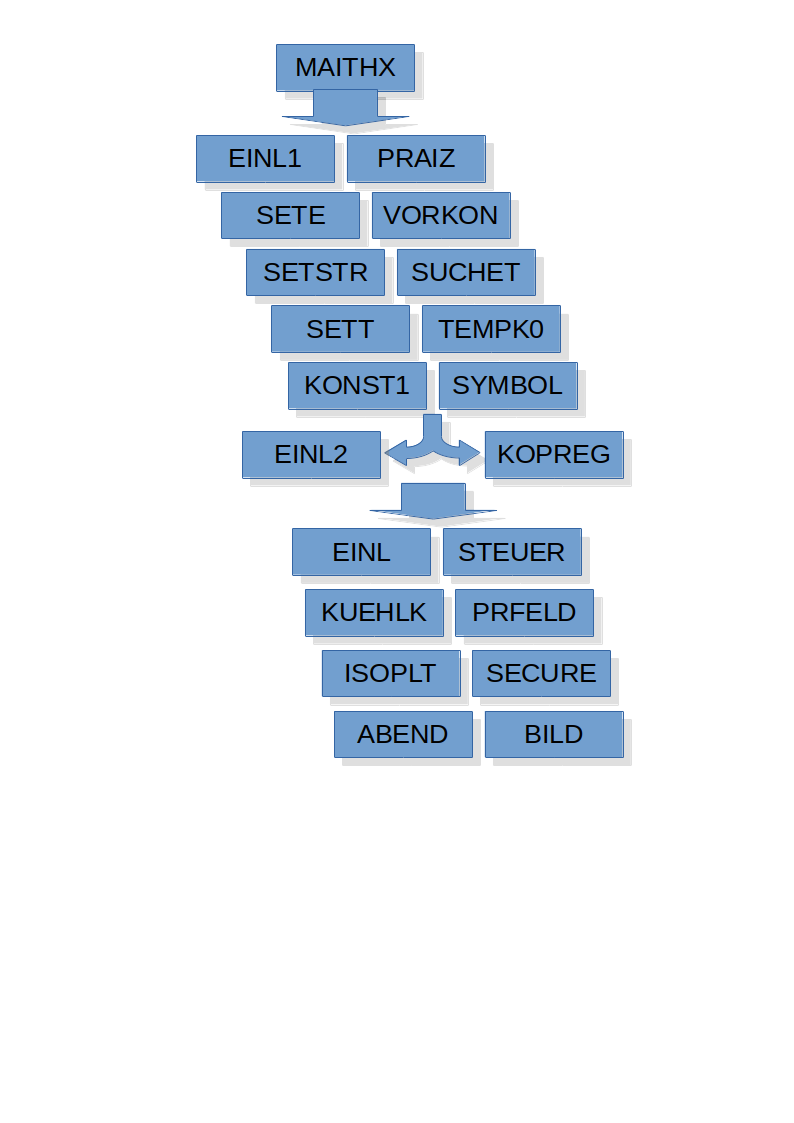 MAITHX
EINL1 PRAIZ
SETE VORKON
SETSTR SUCHET
SETT TEMPK0
KONST1 SYMBOL
EINL2 KOPREG
EINL STEUER
KUEHLK PRFELD
ISOPLT SECURE
ABEND BILD